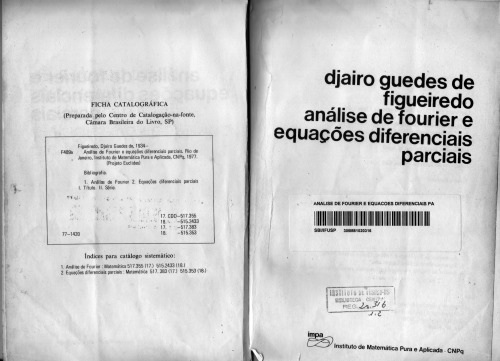 FICHA CATALOGRÁFICA
(Preparada pelo Centro de Catalogação-na-fonte,
Câmara Brasileira do Livro, SP)
Figueiredo, Djairo Guedes de, 1934-
Análise de Fourier e equações diferenciais parciais. Rio de
Janeiro, Instituto de Matemática Pura e Aplicada, CNPq, 1977.
(Projeto Euclides)
Bibliografia.
1. Análise de Fourier 2. Equações diferenciais parciais
I. Título. II. Série.
17. CDD-517.355
18. -515.2433
17. -517.383
77-1420 18. -515.353
Índices para catálogo sistemático:
1. Análise de Fourier : Matemática 517.355 (17.) 515.2433 (18.)
2. Equações diferenciais parciais : Matemática 517.383 (17.) 515.353 (18.)
djairo guedes de
figueiredo
análise de fourier e
equações diferenciais
parciais
ANALISE DE FOURIER E EQUACOES DIFERENCIAIS PA
SBI/IFUSP
REG.
impa
Instituto de Matemática Pura e Aplicada - CNPq